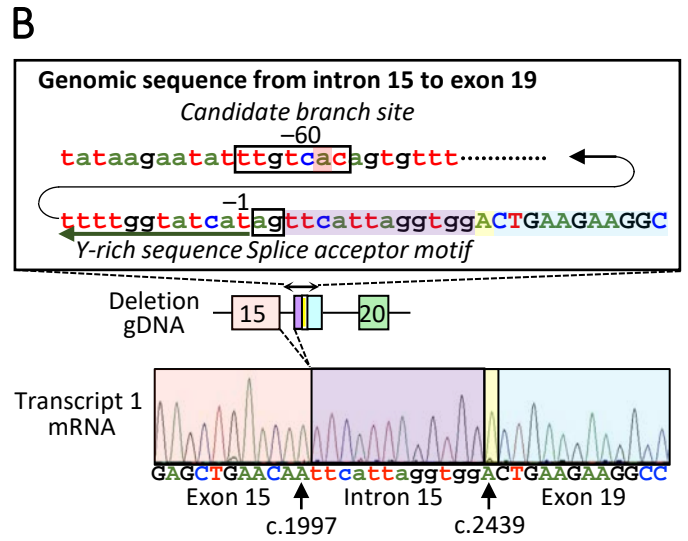 B
Genomic sequence from intron 15 to exon 19
Candidate branch site
–60
tataagaatatttgtcacagtgttt............
–1
ttttggtatcatagttcattaggtggACTGAAGAAGGC
Y-rich sequence Splice acceptor motif
Deletion
gDNA
15
20
Transcript 1
mRNA
GAGCTGAACAAttcattaggtggACTGAAGAAGGCC
Exon 15
Intron 15
Exon 19
c.1997
c.2439